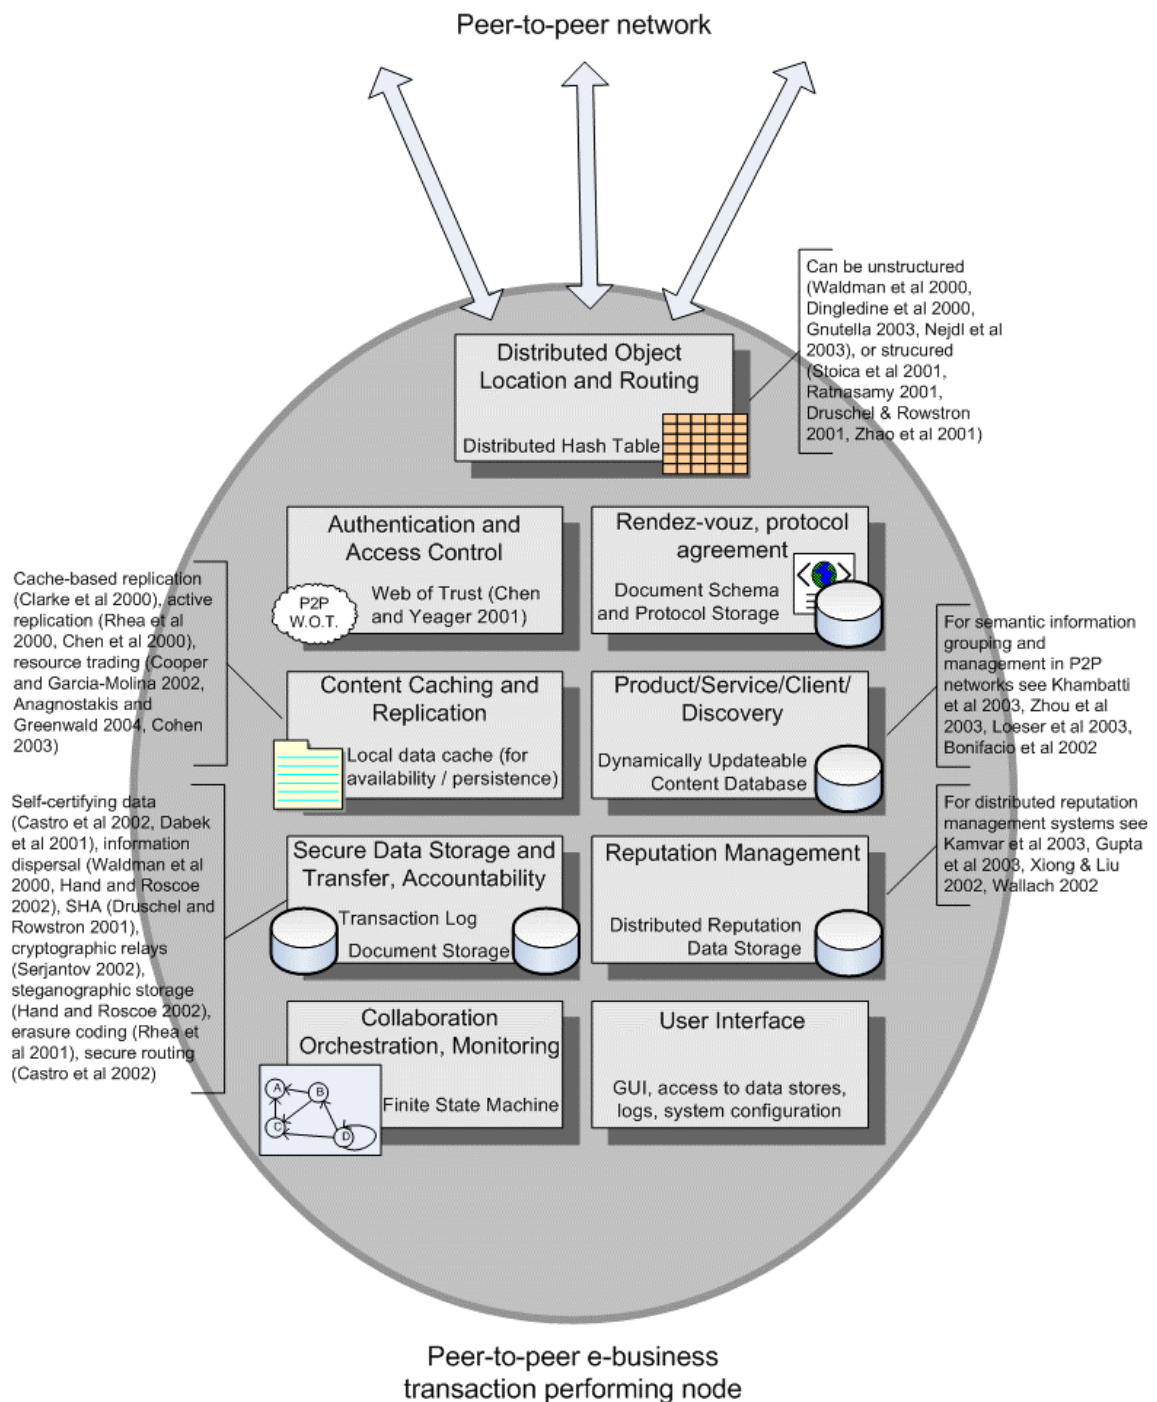 Peer-to-peer network
Can be unstructured
(Waldman et al 2000,
Dingledine et al 2000,
Gnutella 2003, Nejdl et al
2003), or strucured
(Stoica et al 2001,
Ratnasamy 2001,
Druschel & Rowstron
2001, Zhao et al 2001)
Distributed Object
Location and Routing
Distributed Hash Table
Authentication and
Access Control
P2P
W.O.T.
Web of Trust (Chen
and Yeager 2001)
Rendez-vouz, protocol
agreement
Document Schema
and Protocol Storage
Cache-based replication
(Clarke et al 2000), active
replication (Rhea et al
2000, Chen et al 2000),
resource trading (Cooper
and Garcia-Molina 2002,
Anagnostakis and
Greenwald 2004, Cohen
2003)
Content Caching and
Replication
Local data cache (for
availability / persistence)
Product/Service/Client/
Discovery
Dynamically Updateable
Content Database
For semantic information
grouping and
management in P2P
networks see Khambatti
et al 2003, Zhou et al
2003, Loeser et al 2003,
Bonifacio et al 2002
Self-certifying data
(Castro et al 2002, Dabek
et al 2001), information
dispersal (Waldman et al
2000, Hand and Roscoe
2002), SHA (Druschel and
Rowstron 2001),
cryptographic relays
(Serjantov 2002),
steganographic storage
(Hand and Roscoe 2002),
erasure coding (Rhea et
al 2001), secure routing
(Castro et al 2002)
Secure Data Storage and
Transfer, Accountability
Transaction Log
Document Storage
Reputation Management
Distributed Reputation
Data Storage
For distributed reputation
management systems see
Kamvar et al 2003, Gupta
et al 2003, Xiong & Liu
2002, Wallach 2002
Collaboration
Orchestration, Monitoring
A
B
C
D
Finite State Machine
User Interface
GUI, access to data stores,
logs, system configuration
Peer-to-peer e-business
transaction performing node